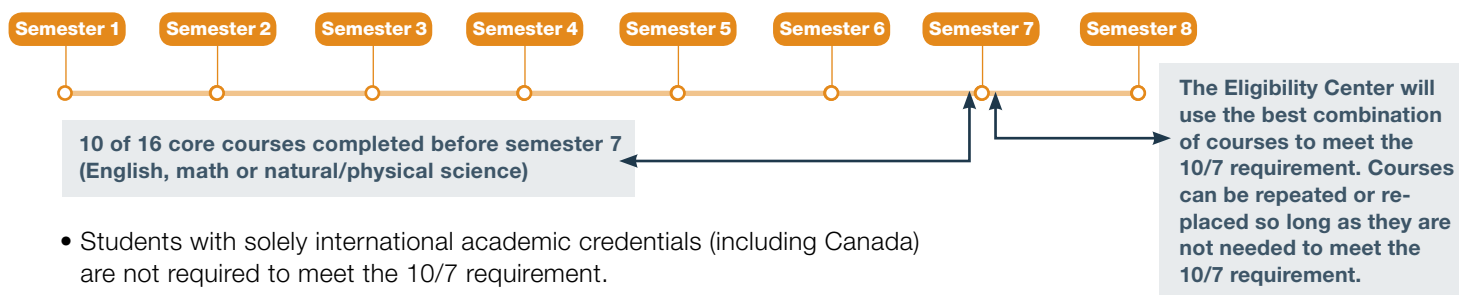 Semester 1
Semester 2
Semester 3
Semester 4
Semester 5
Semester 6
Semester 7
Semester 8
10 of 16 core courses completed before semester 7
(English, math or natural/physical science)
The Eligibility Center will
use the best combination
of courses to meet the
10/7 requirement. Courses
can be repeated or re-
placed so long as they are
not needed to meet the
10/7 requirement.
• Students with solely international academic credentials (including Canada)
are not required to meet the 10/7 requirement.